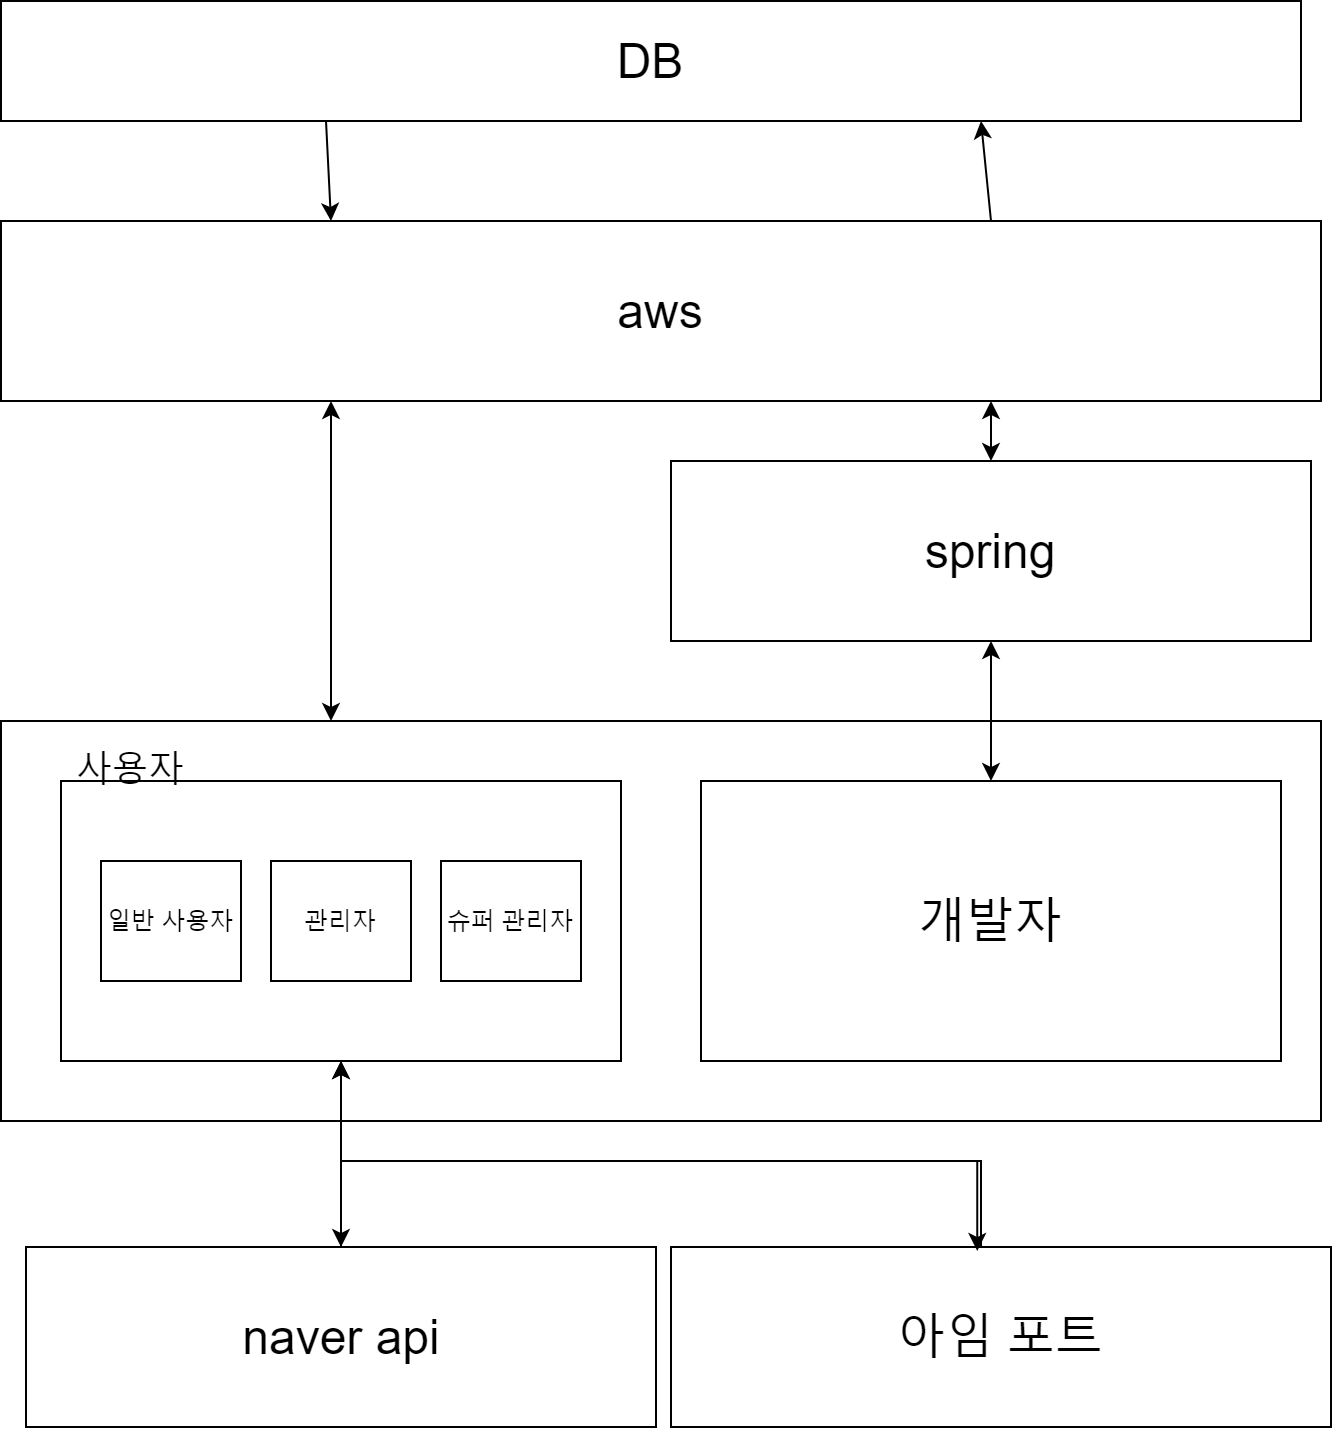 DB
aws
spring
사용자
일반 사용자
관리자
슈퍼 관리자
개발자
naver api
아임 포트